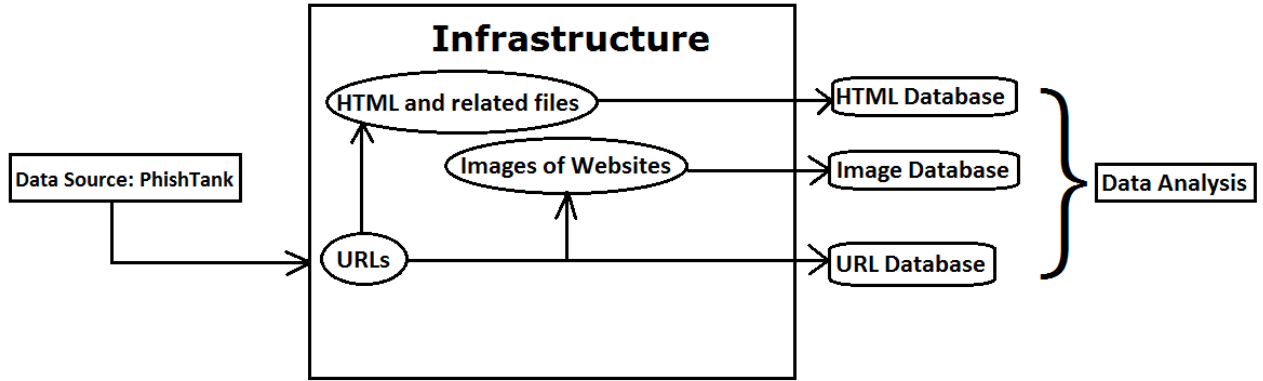 Infrastructure
HTML and related files
HTML Database
Images of Websites
Image Database
Data Source: PhishTank
Data Analysis
URLs
URL Database